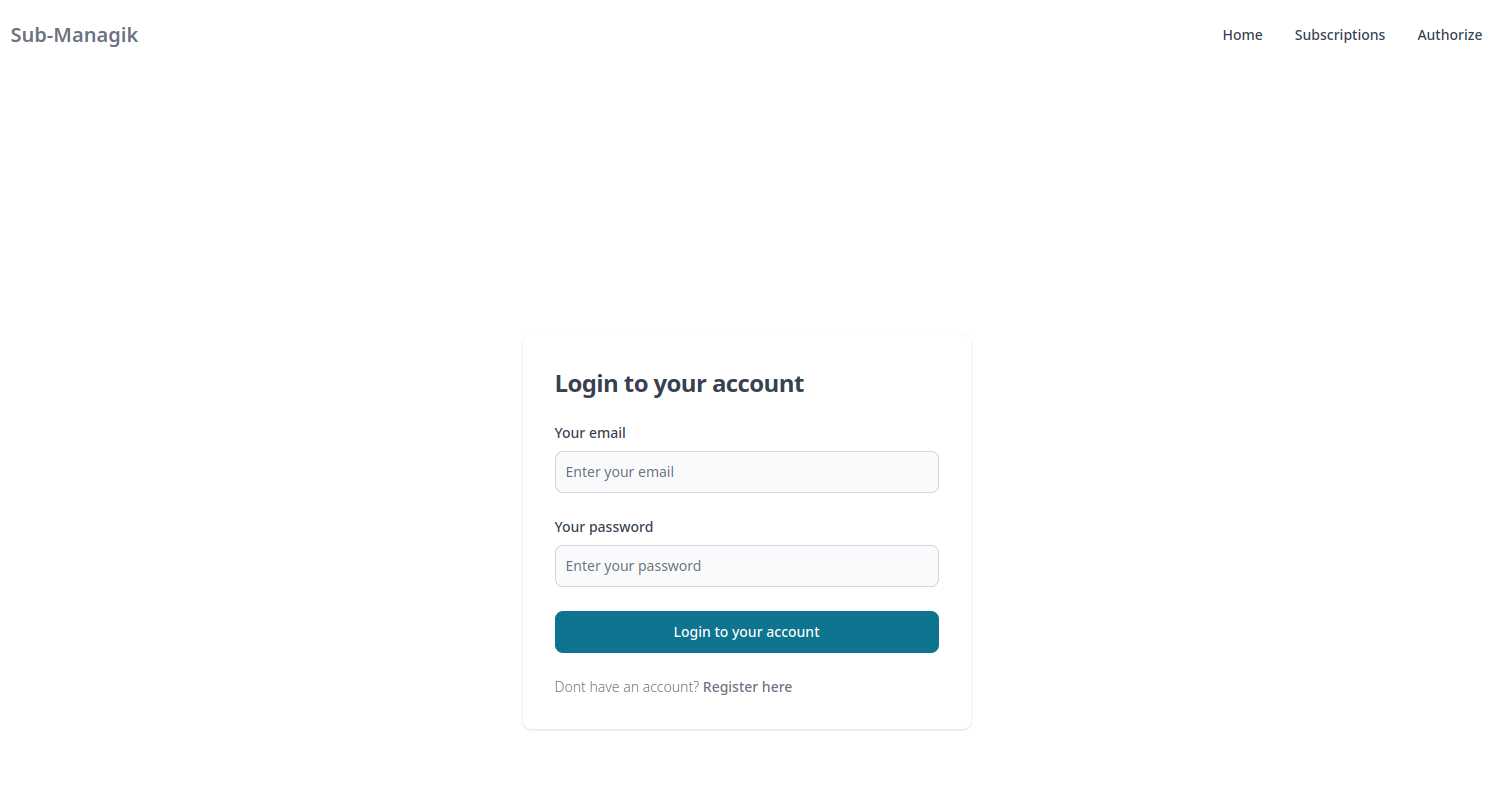 Sub-Managik
Home Subscriptions Authorize
Login to your account
Your email
Enter your email
Your password
Enter your password
Login to your account
Dont have an account? Register here